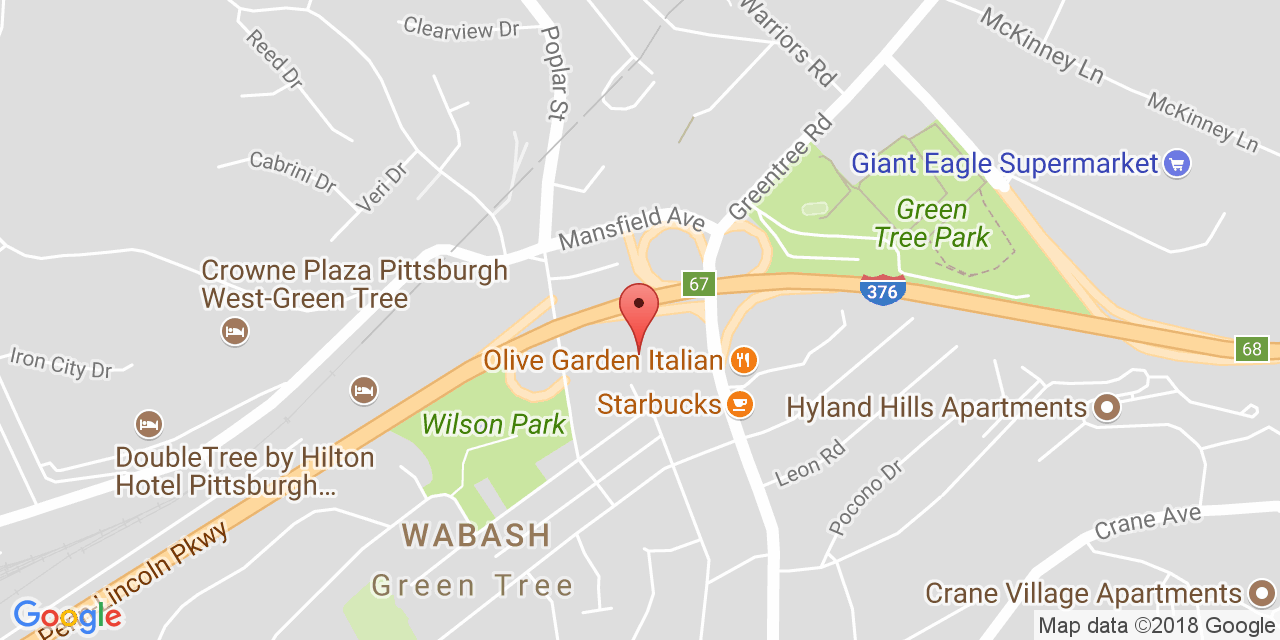 Clearview Dr
Reed Dr
Poplar St
Warriors Rd
McKinney Ln
McKinney Ln
Cabrini Dr
Veri Dr
Greentree Rd
Giant Eagle Supermarket
Mansfield Ave
Green
Tree Park
Crowne Plaza Pittsburgh
West-Green Tree
67
376
68
Iron City Dr
Olive Garden Italian
Starbucks
Hyland Hills Apartments
Wilson Park
DoubleTree by Hilton
Hotel Pittsburgh...
Leon Rd
Pocono Dr
WABASH
Green Tree
Crane Ave
Lincoln Pkwy
Crane Village Apartments
Google
Map data ©2018 Google